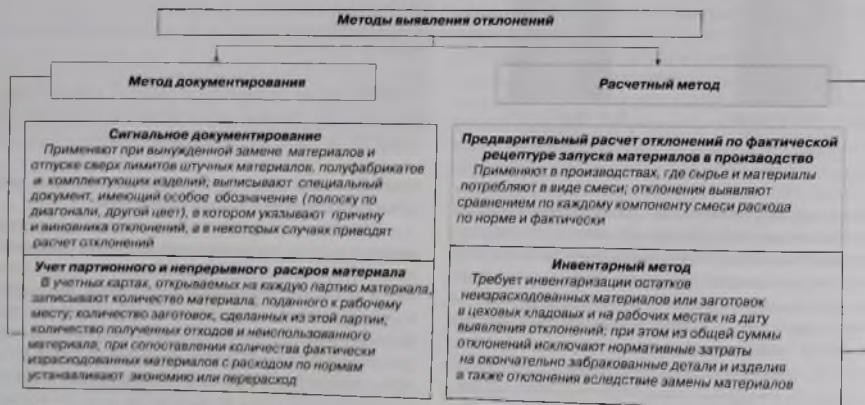 Методы выявления отклонений
Метод документирования
Расчетный метод
Сигнальное документирование
Применяют при вынужденной замене материалов и
отпуске сверх лимитов штучных материалов, полуфабрикатов
и комплектующих изделий; выписывают специальный
документ, имеющий особое обозначение (полоску по
диагонали, другой цвет), в котором указывают причину
и виновника отклонений, а в некоторых случаях приводят
расчет отклонений
Учет партионного и непрерывного раскроя материала
В учетных картах, открываемых на каждую партию материала,
записывают количество материала, поданного к рабочему
месту; количество заготовок, сделанных из этой партии;
количество полученных отходов и неиспользованного
материала; при сопоставлении количества фактически
израсходованных материалов с расходом по нормам
устанавливают экономию или перерасход
Предварительный расчет отклонений по фактической
рецептуре запуска материалов в производство
Применяют в производствах, где сырье и материалы
потребляют в виде смеси; отклонения выявляют
сравнением по каждому компоненту смеси расхода
по норме и фактически
Инвентарный метод
Требует инвентаризации остатков
неизрасходованных материалов или заготовок
в цеховых кладовых и на рабочих местах на дату
выявления отклонений; при этом из общей суммы
отклонений исключают нормативные затраты
на окончательно забракованные детали и изделия
а также отклонения вследствие замены материалов